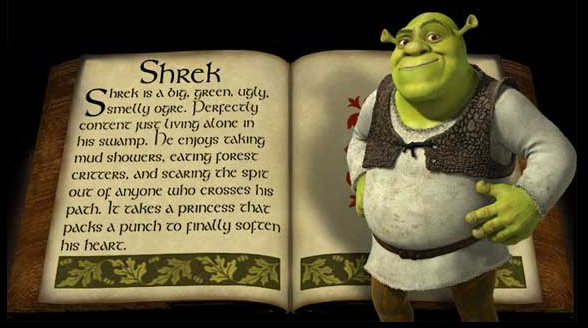 Shrek
Shrek is a big, green, ugly,
smelly ogre. Perfectly
content just living alone in
his swamp. He enjoys taking
mud showers, eating forest
critters, and scaring the spit
out of anyone who crosses his
path. It takes a princess that
packs a punch to finally soften
his heart.